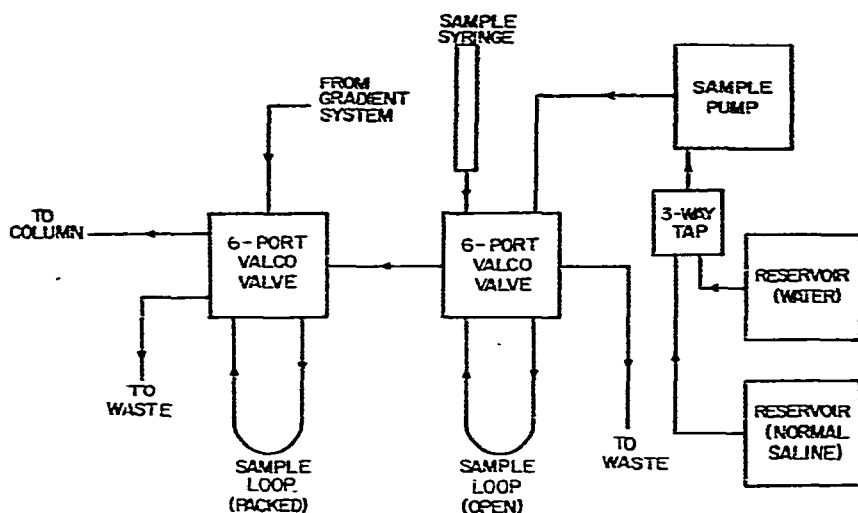 SAMPLE
SYRINGE
FROM
GRADIENT
SYSTEM
SAMPLE
PUMP
TO
COLUMN
6-PORT
VALCO
VALVE
6-PORT
VALCO
VALVE
3-WAY
TAP
RESERVOIR
(WATER)
TO
WASTE
SAMPLE
LOOP
(PACKED)
SAMPLE
LOOP
(OPEN)
TO
WASTE
RESERVOIR
(NORMAL
SALINE)